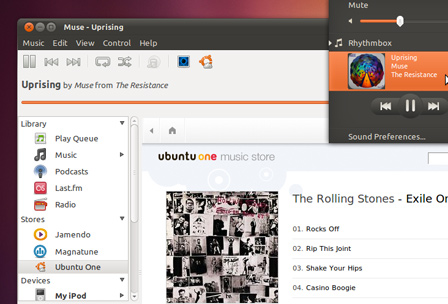 Muse - Uprising
Music Edit View Control Help
Uprising by Muse from The Resistance
Mute
Rhythmbox
Uprising
Muse
The Resistance
Sound Preferences...
Library
Play Queue
Music
Podcasts
Last.fm
Radio
Stores
Jamendo
Magnatune
Ubuntu One
Devices
My iPod
ubuntu one music store
The Rolling Stones - Exile On
01. Rocks Off
02. Rip This Joint
03. Shake Your Hips
04. Casino Boogie